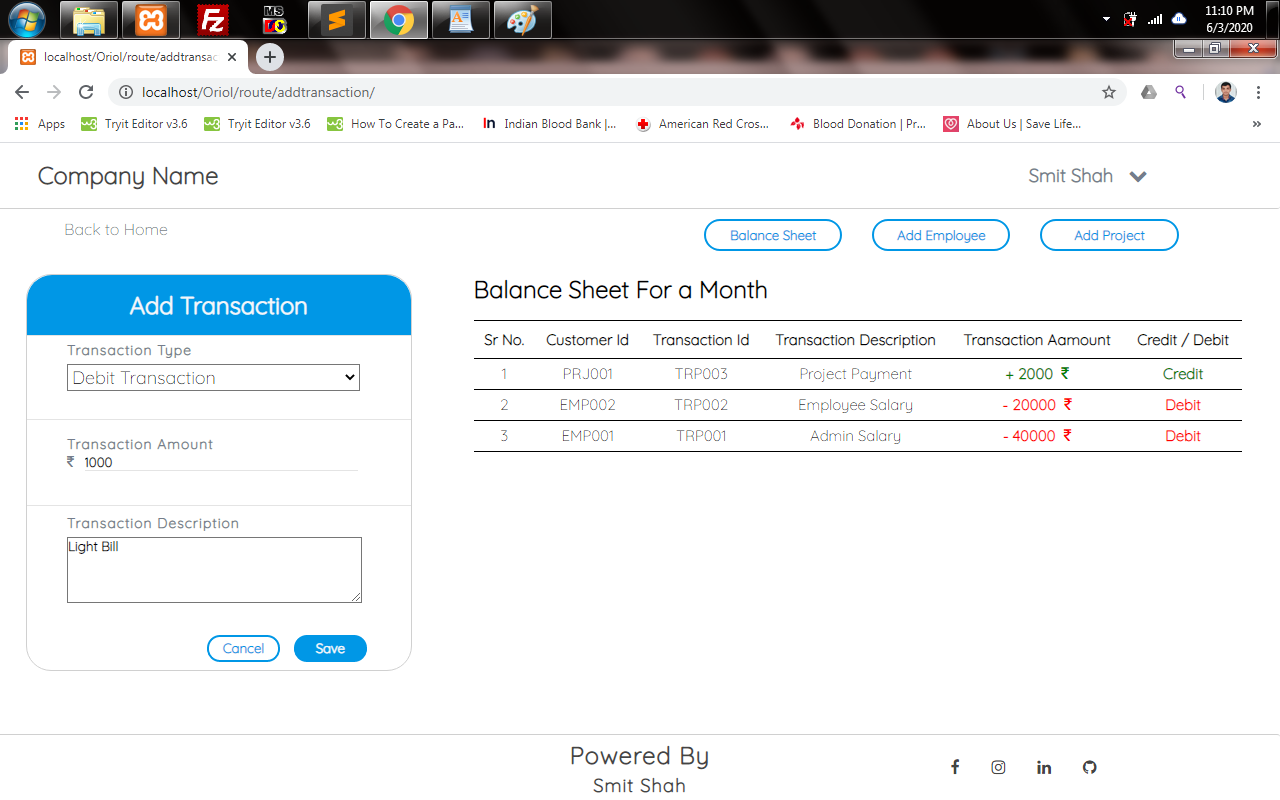 MS
11:10 PM
6/3/2020
localhost/Oriol/route/addtransac
localhost/Oriol/route/addtransaction/
Apps Tryit Editor v3.6 Tryit Editor v3.6 How To Create a Pa... In Indian Blood Bank |... American Red Cros... Blood Donation | Pr... About Us | Save Life... »
Company Name Smit Shah
Back to Home Balance Sheet Add Employee Add Project
Add Transaction
Transaction Type
Debit Transaction
Transaction Amount
₹ 1000
Transaction Description
Light Bill
Cancel Save
Balance Sheet For a Month
Sr No. Customer Id Transaction Id Transaction Description Transaction Aamount Credit / Debit
1 PRJ001 TRP003 Project Payment + 2000 ₹ Credit
2 EMP002 TRP002 Employee Salary - 20000 ₹ Debit
3 EMP001 TRP001 Admin Salary - 40000 ₹ Debit
Powered By
Smit Shah